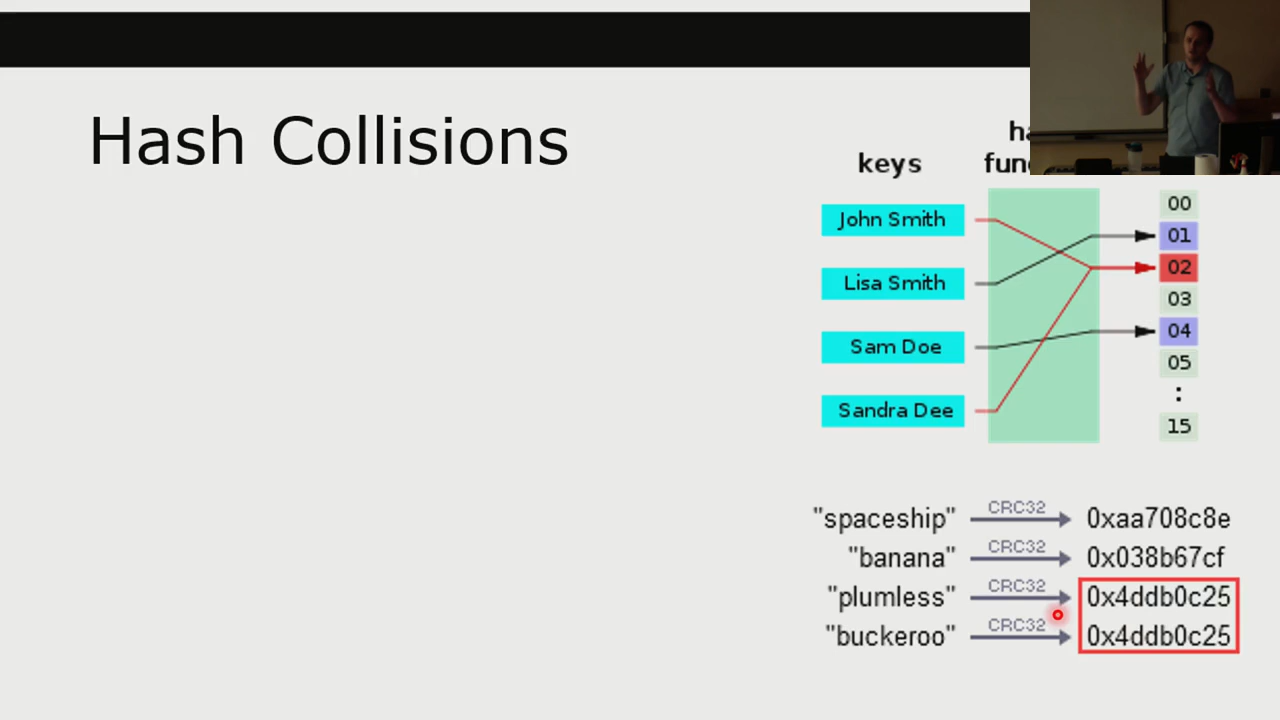 Hash Collisions
keys
John Smith
Lisa Smith
Sam Doe
Sandra Dee
00
01
02
03
04
05
:
15
"spaceship" CRC32 0xaa708c8e
"banana" CRC32 0x038b67cf
"plumless" CRC32 0x4ddb0c25
"buckeroo" CRC32 0x4ddb0c25